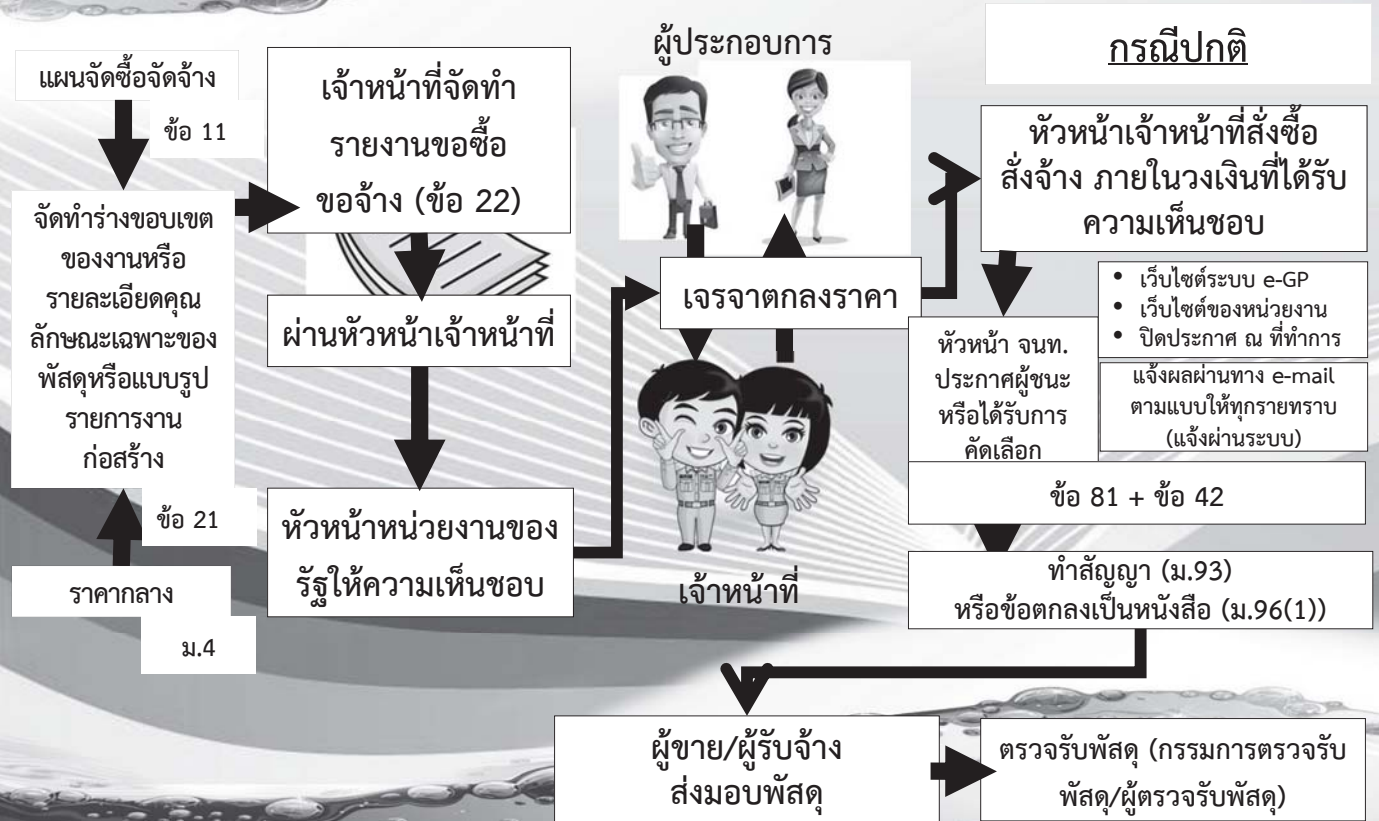 กรณีปกติ
แผนจัดซื้อจัดจ้าง
ข้อ 11
จัดทำร่างขอบเขต
ของงานหรือ
รายละเอียดคุณ
ลักษณะเฉพาะของ
พัสดุหรือแบบรูป
รายการงาน
ก่อสร้าง
ข้อ 21
ราคากลาง
ม.4
เจ้าหน้าที่จัดทำ
รายงานขอซื้อ
ขอจ้าง (ข้อ 22)
ผ่านหัวหน้าเจ้าหน้าที่
หัวหน้าหน่วยงานของ
รัฐให้ความเห็นชอบ
ผู้ประกอบการ
เจรจาตกลงราคา
เจ้าหน้าที่
หัวหน้าเจ้าหน้าที่สั่งซื้อ
สั่งจ้าง ภายในวงเงินที่ได้รับ
ความเห็นชอบ
หัวหน้า จนท.
ประกาศผู้ชนะ
หรือได้รับการ
คัดเลือก
• เว็บไซต์ระบบ e-GP
• เว็บไซต์ของหน่วยงาน
• ปิดประกาศ ณ ที่ทำการ
แจ้งผลผ่านทาง e-mail
ตามแบบให้ทุกรายทราบ
(แจ้งผ่านระบบ)
ข้อ 81 + ข้อ 42
ทำสัญญา (ม.93)
หรือข้อตกลงเป็นหนังสือ (ม.96(1))
ผู้ขาย/ผู้รับจ้าง
ส่งมอบพัสดุ
ตรวจรับพัสดุ (กรรมการตรวจรับ
พัสดุ/ผู้ตรวจรับพัสดุ)